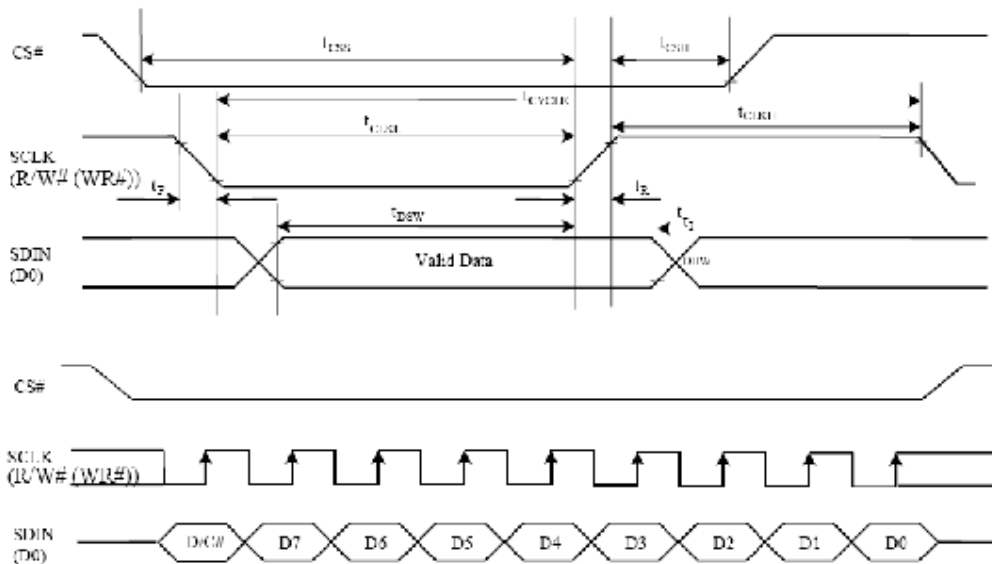 CS#
tCSS
tCSH
tCYCLE
tCLKL
tCLKH
SCLK
(R/W# (WR#))
tF
tR
tDSW
SDIN
(D0)
Valid Data
CS#
SCLK
(R/W# (WR#))
SDIN
(D0)
D/C# D7 D6 D5 D4 D3 D2 D1 D0